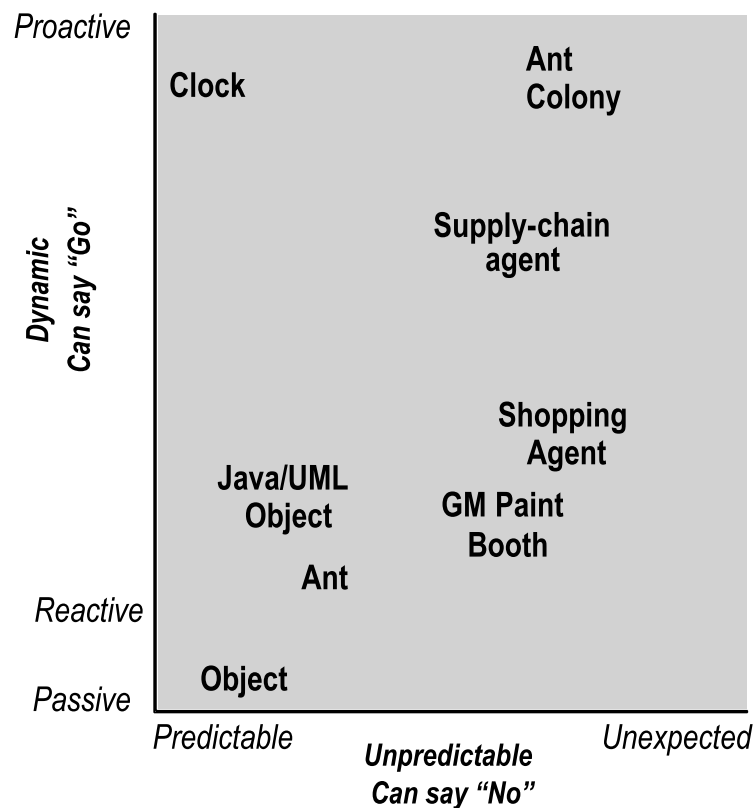 Proactive
Clock
Ant
Colony
Dynamic
Can say “Go”
Supply-chain
agent
Shopping
Agent
Java/UML
Object
GM Paint
Booth
Ant
Reactive
Object
Passive
Predictable
Unpredictable
Can say “No”
Unexpected